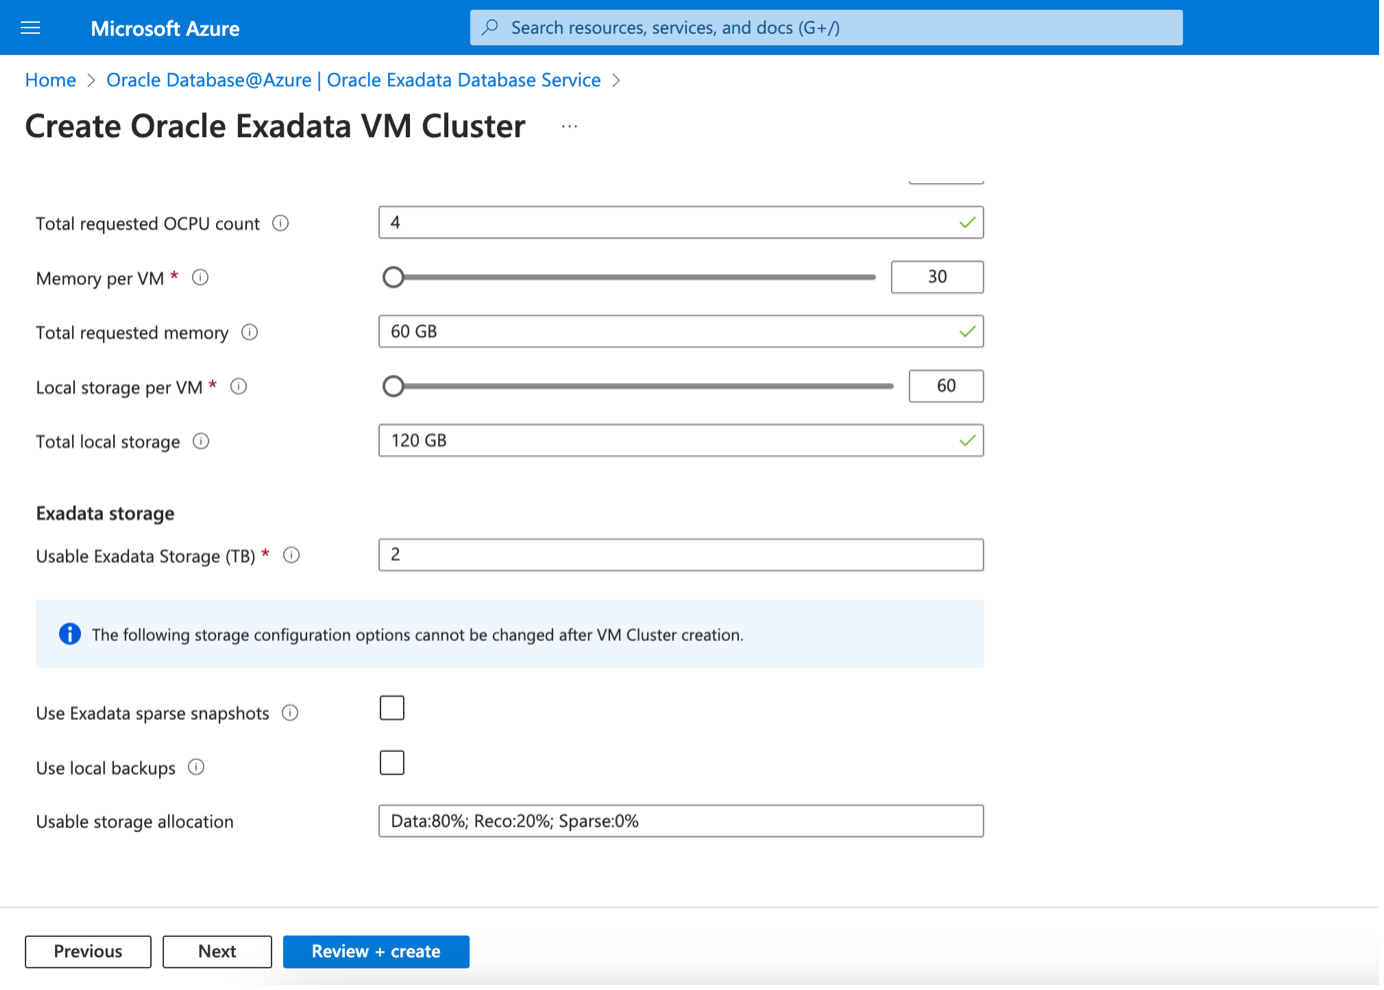 Microsoft Azure
Search resources, services, and docs (G+/)
Home > Oracle Database@Azure | Oracle Exadata Database Service >
Create Oracle Exadata VM Cluster ...
Total requested OCPU count 4
Memory per VM * 30
Total requested memory 60 GB
Local storage per VM * 60
Total local storage 120 GB
Exadata storage
Usable Exadata Storage (TB) * 2
The following storage configuration options cannot be changed after VM Cluster creation.
Use Exadata sparse snapshots
Use local backups
Usable storage allocation Data:80%; Reco:20%; Sparse:0%
Previous Next Review + create